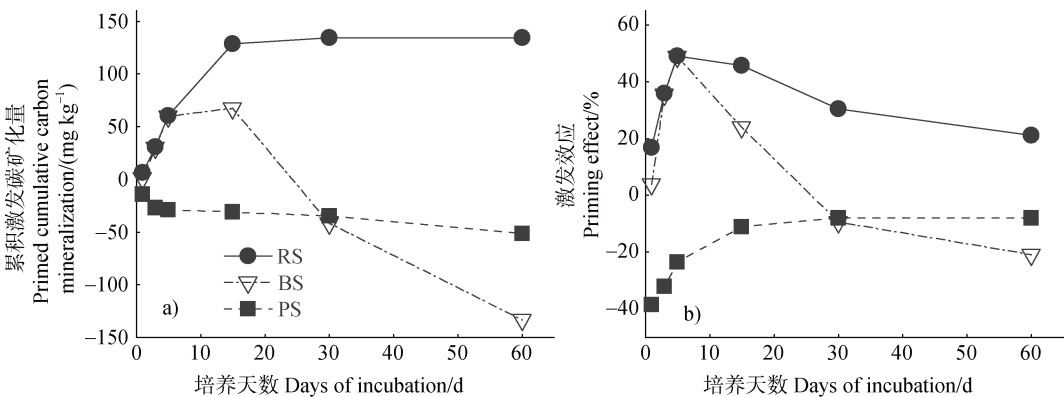 累积激发碳矿化量
Primed cumulative carbon
mineralization/(mg kg⁻¹)
150
100
50
0
–50
–100
–150
RS
BS
PS
a)
0
10
20
30
40
50
60
培养天数 Days of incubation/d
激发效应
Priming effect/%
60
40
20
0
–20
–40
b)
0
10
20
30
40
50
60
培养天数 Days of incubation/d